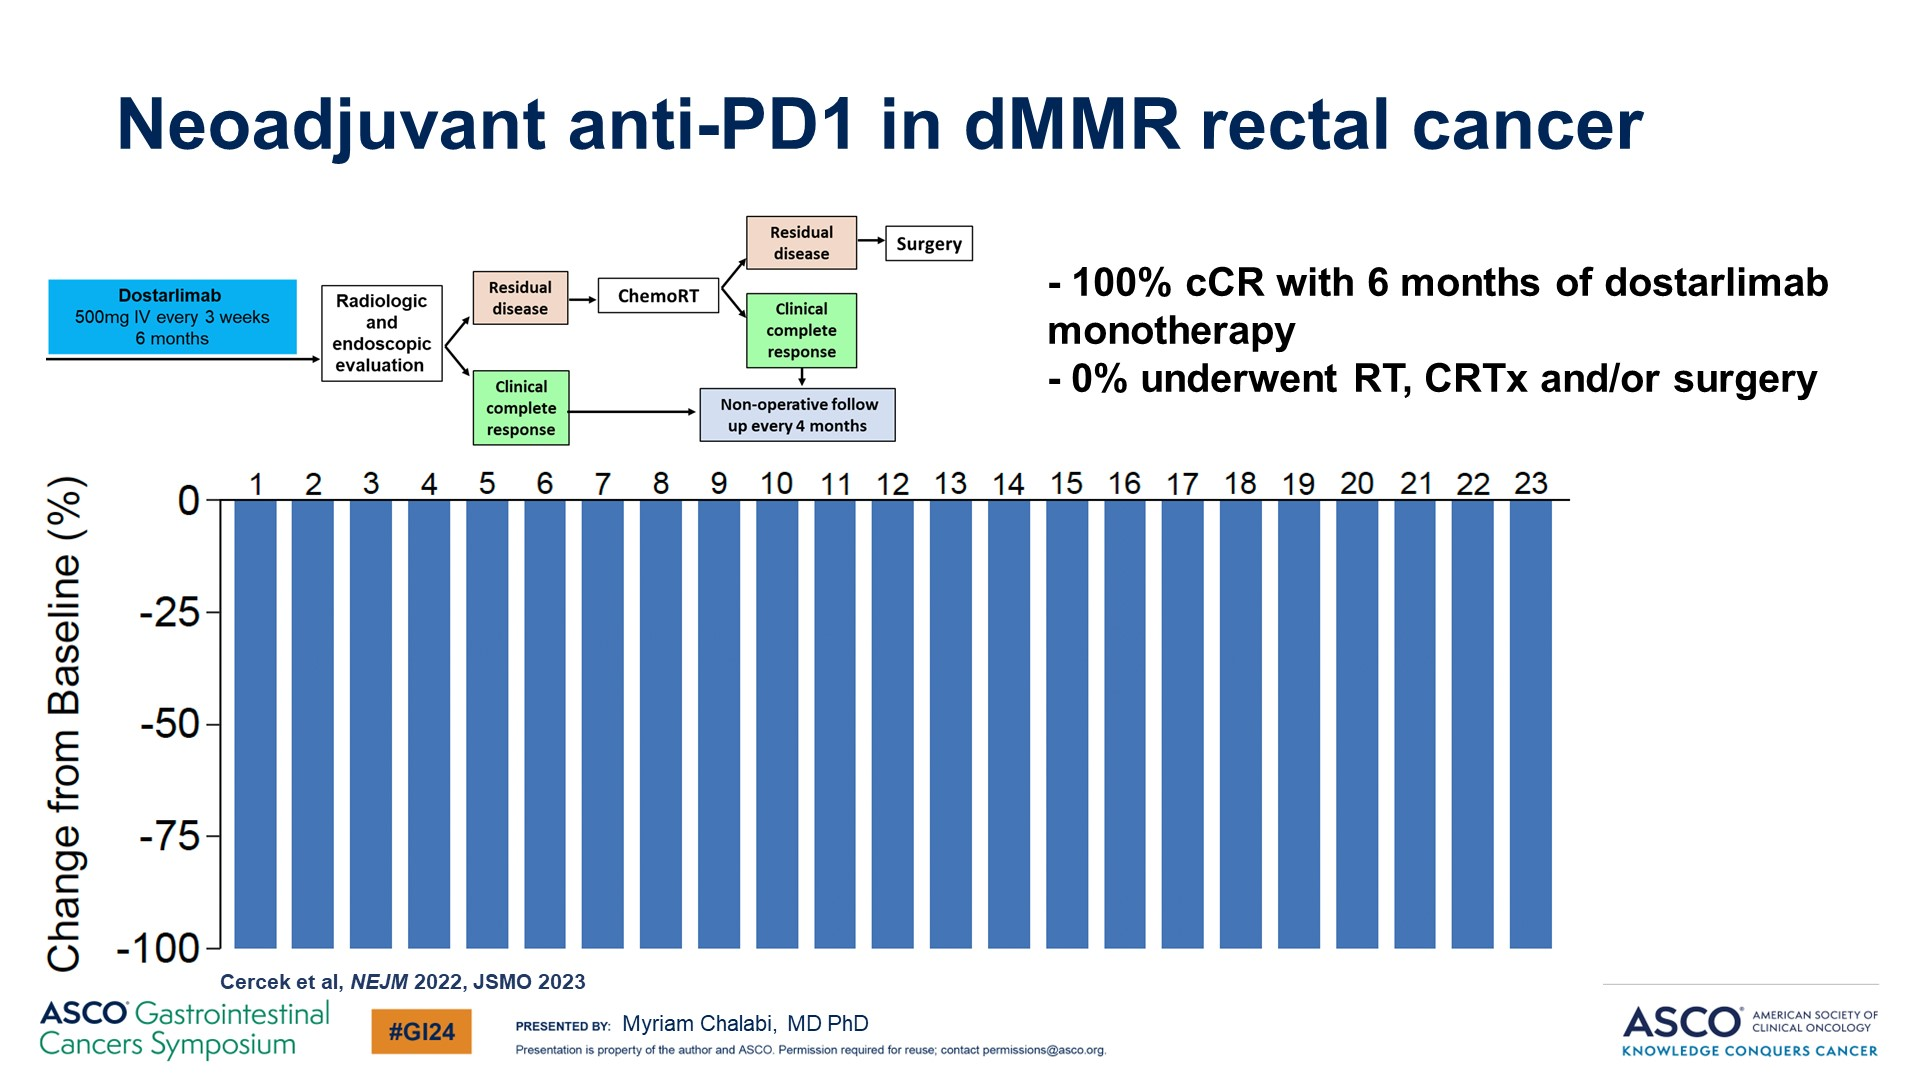 Neoadjuvant anti-PD1 in dMMR rectal cancer
Dostarlimab
500mg IV every 3 weeks
6 months
Radiologic
and
endoscopic
evaluation
Residual
disease
ChemoRT
Residual
disease
Surgery
Clinical
complete
response
Clinical
complete
response
Non-operative follow
up every 4 months
- 100% cCR with 6 months of dostarlimab
monotherapy
- 0% underwent RT, CRTx and/or surgery
Change from Baseline (%)
1 2 3 4 5 6 7 8 9 10 11 12 13 14 15 16 17 18 19 20 21 22 23
0
-25
-50
-75
-100
Cercek et al, NEJM 2022, JSMO 2023
ASCO® Gastrointestinal
Cancers Symposium
#GI24
PRESENTED BY: Myriam Chalabi, MD PhD
Presentation is property of the author and ASCO. Permission required for reuse; contact permissions@asco.org.
ASCO® AMERICAN SOCIETY OF
CLINICAL ONCOLOGY
KNOWLEDGE CONQUERS CANCER